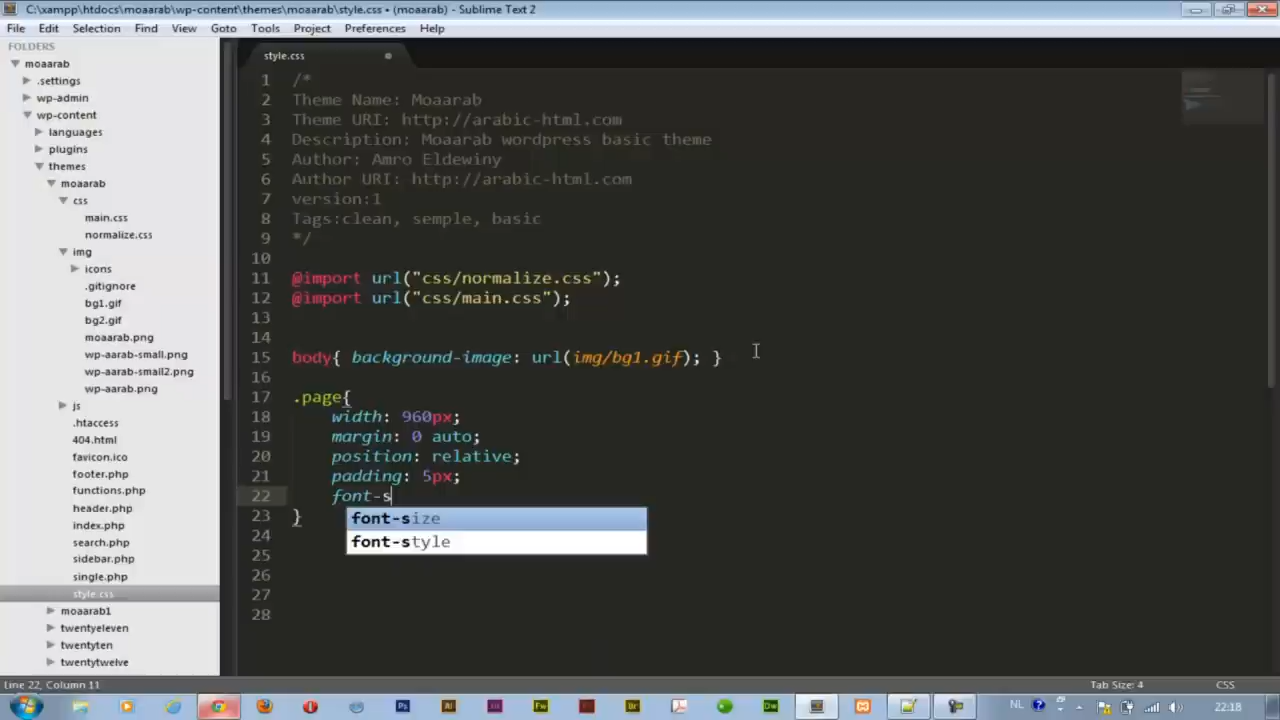 C:\xampp\htdocs\moaarab\wp-content\themes\moaarab\style.css • (moaarab) - Sublime Text 2
File Edit Selection Find View Goto Tools Project Preferences Help
FOLDERS
moaarab
.settings
wp-admin
wp-content
languages
plugins
themes
moaarab
css
main.css
normalize.css
img
icons
.gitignore
bg1.gif
bg2.gif
moaarab.png
wp-aarab-small.png
wp-aarab-small2.png
wp-aarab.png
js
.htaccess
404.html
favicon.ico
footer.php
functions.php
header.php
index.php
search.php
sidebar.php
single.php
style.css
moaarab1
twentyeleven
twentyten
twentytwelve
style.css
1 /*
2 Theme Name: Moaarab
3 Theme URI: http://arabic-html.com
4 Description: Moaarab wordpress basic theme
5 Author: Amro Eldewiny
6 Author URI: http://arabic-html.com
7 version:1
8 Tags:clean, semple, basic
9 */
10
11 @import url("css/normalize.css");
12 @import url("css/main.css");
13
14
15 body{ background-image: url(img/bg1.gif); }
16
17 .page{
18 width: 960px;
19 margin: 0 auto;
20 position: relative;
21 padding: 5px;
22 font-s
font-size
23 }
font-style
24
25
26
27
28
Line 22, Column 11 Tab Size: 4 CSS
Ps Ai Fw Br Dw NL 22:18